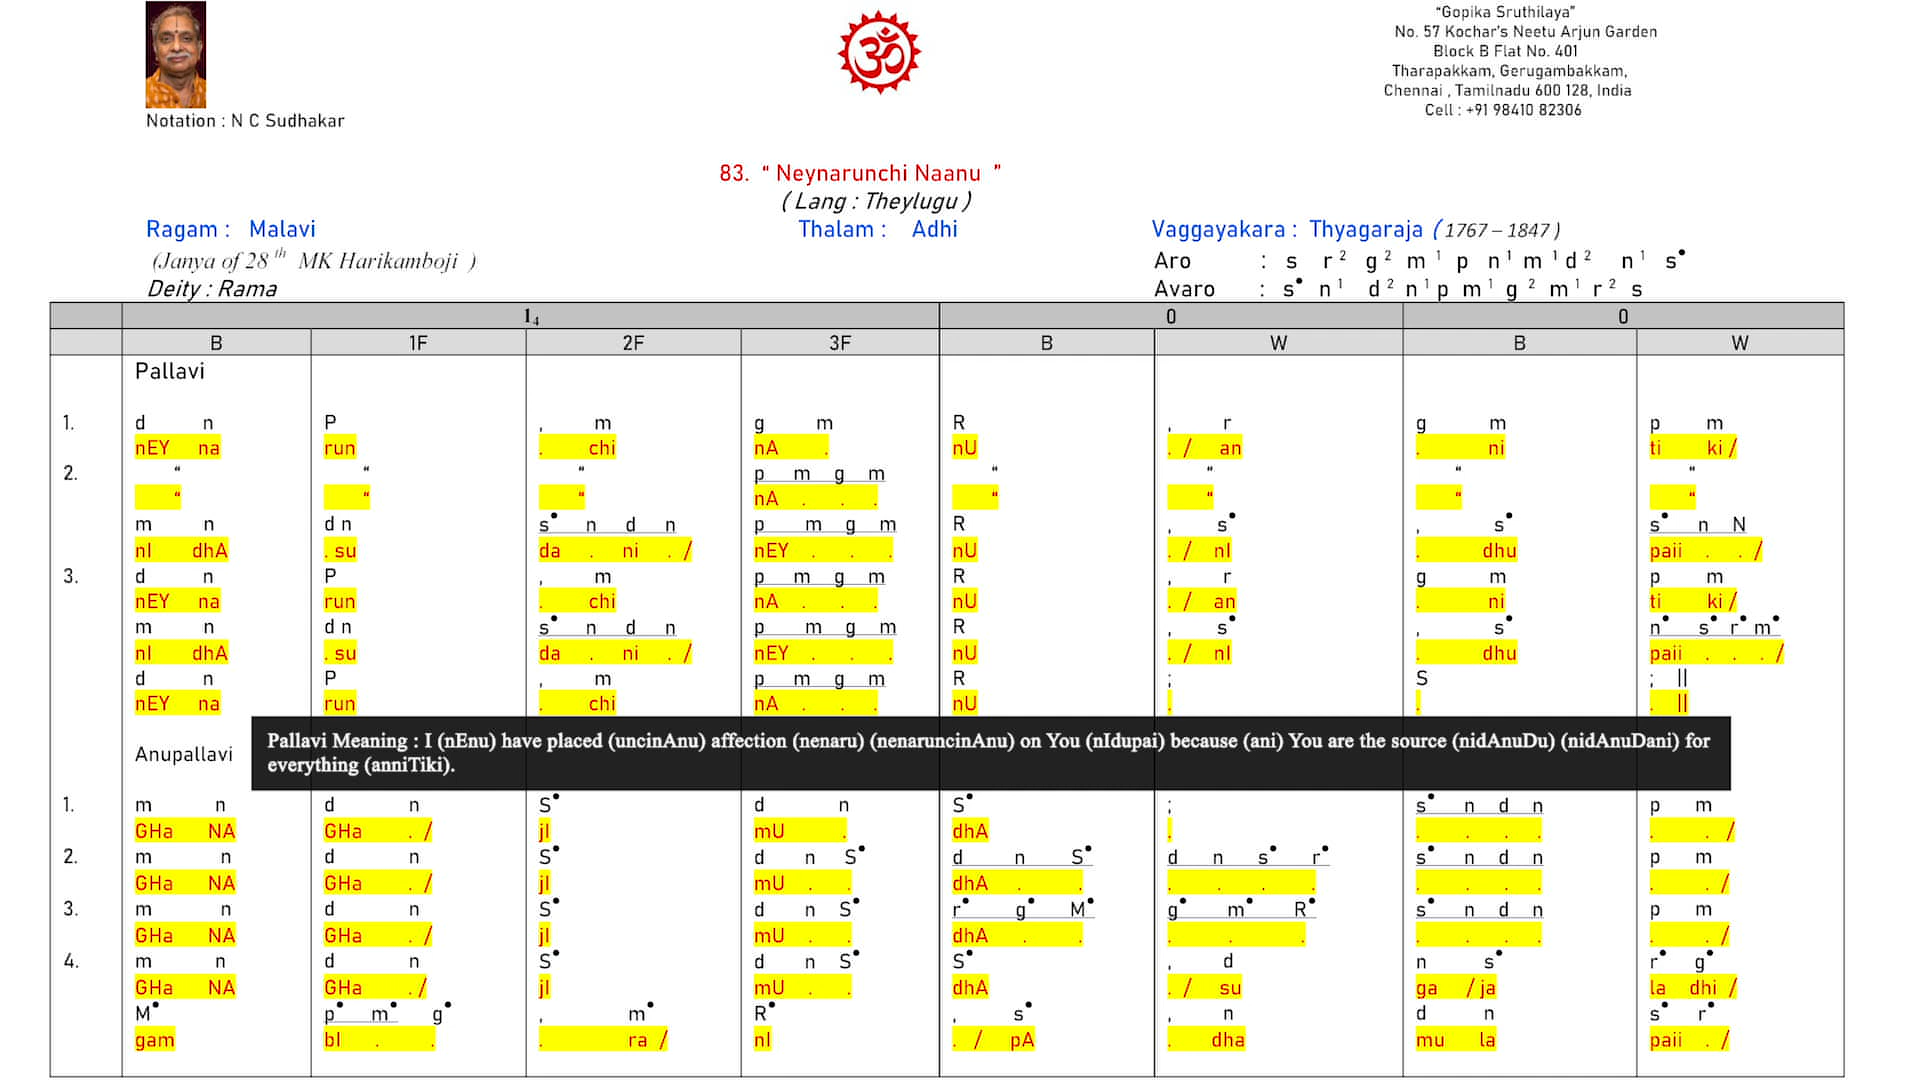 ॐ
“Gopika Sruthilaya”
No. 57 Kochar’s Neetu Arjun Garden
Block B Flat No. 401
Tharapakkam, Gerugambakkam,
Chennai , Tamilnadu 600 128, India
Cell : +91 98410 82306
Notation : N C Sudhakar
83. “ Neynarunchi Naanu ”
( Lang : Theylugu )
Ragam : Malavi Thalam : Adhi Vaggayakara : Thyagaraja ( 1767 – 1847 )
(Janya of 28 th MK Harikamboji )
Aro : s r² g² m¹ p n¹ m¹ d² n¹ s•
Deity : Rama
Avaro : s• n¹ d² n¹ p m¹ g² m¹ r² s
I₄ 0 0
B 1F 2F 3F B W B W
Pallavi
1. d n P , m g m R , r g m p m
nEY na run . chi nA . nU . / an . ni ti ki /
2. “ “ “ p m g m “ “ “ “
“ “ “ nA . . . “ “ “ “
m n d n s• n d n p m g m R , s• , s• s• n N
nI dhA . su da . ni . / nEY . . . nU . / nI . dhu paii . . /
3. d n P , m p m g m R , r g m p m
nEY na run . chi nA . . . nU . / an . ni ti ki /
m n d n s• n d n p m g m R , s• , s• n• s• r• m•
nI dhA . su da . ni . / nEY . . . nU . / nI . dhu paii . . . /
d n P , m p m g m R ; S ; ||
nEY na run . chi nA . . . nU . . . ||
Pallavi Meaning : I (nEnu) have placed (uncinAnu) affection (nenaru) (nenaruncinAnu) on You (nIdupai) because (ani) You are the source (nidAnuDu) (nidAnuDani) for
everything (anniTiki).
Anupallavi
1. m n d n S• d n S• ; s• n d n p m
GHa NA GHa . / jI mU . dhA . . . . . . . /
2. m n d n S• d n S• d n S• d n s• r• s• n d n p m
GHa NA GHa . / jI mU . . dhA . . . . . . . . . . . . /
3. m n d n S• d n S• r• g• M• g• m• R• s• n d n p m
GHa NA GHa . / jI mU . . dhA . . . . . . . . . . . /
4. m n d n S• d n S• S• , d n s• r• g•
GHa NA GHa . / jI mU . . dhA . / su ga / ja la dhi /
M• p• m• g• , m• R• , s• , n d n s• r•
gam bI . . . ra / nI . / pA . dha mu la paii . /